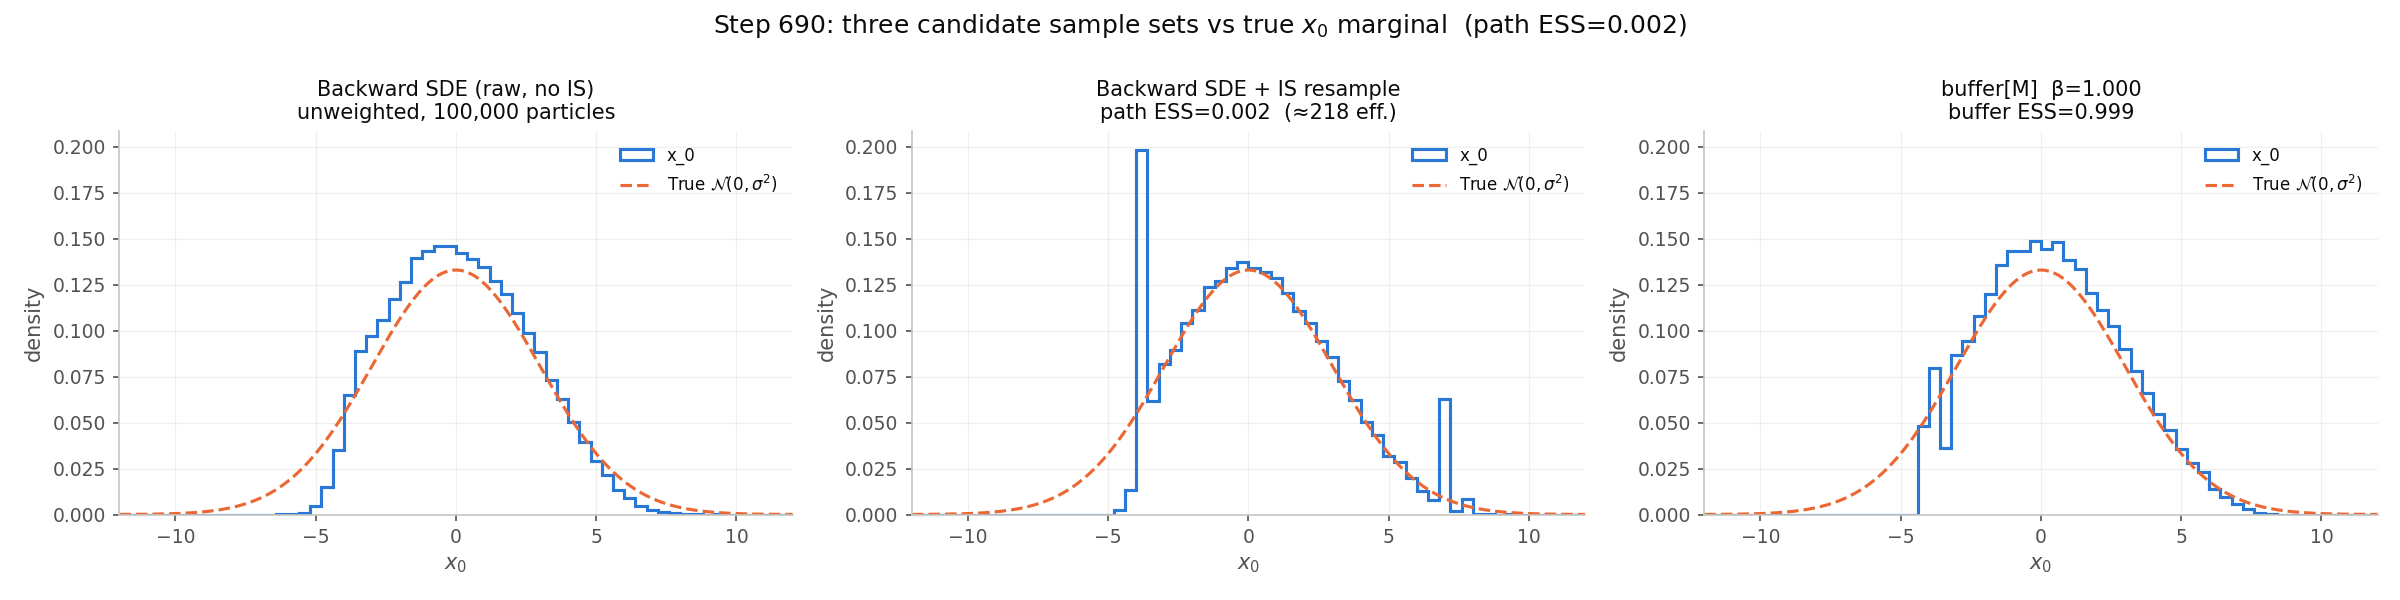 Step 690: three candidate sample sets vs true x₀ marginal (path ESS=0.002)
Backward SDE (raw, no IS)
unweighted, 100,000 particles
x_0
True 𝒩(0, σ²)
density
0.200
0.175
0.150
0.125
0.100
0.075
0.050
0.025
0.000
−10
−5
0
5
10
x₀
Backward SDE + IS resample
path ESS=0.002 (≈218 eff.)
x_0
True 𝒩(0, σ²)
density
0.200
0.175
0.150
0.125
0.100
0.075
0.050
0.025
0.000
−10
−5
0
5
10
x₀
buffer[M] β=1.000
buffer ESS=0.999
x_0
True 𝒩(0, σ²)
density
0.200
0.175
0.150
0.125
0.100
0.075
0.050
0.025
0.000
−10
−5
0
5
10
x₀